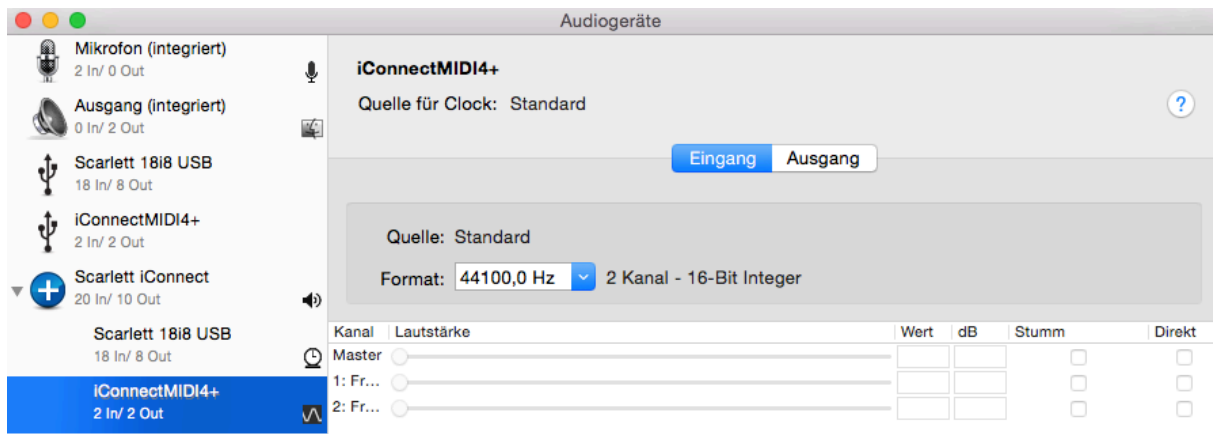 Audiogeräte
Mikrofon (integriert)
2 In/ 0 Out
Ausgang (integriert)
0 In/ 2 Out
Scarlett 18i8 USB
18 In/ 8 Out
iConnectMIDI4+
2 In/ 2 Out
Scarlett iConnect
20 In/ 10 Out
Scarlett 18i8 USB
18 In/ 8 Out
iConnectMIDI4+
2 In/ 2 Out
iConnectMIDI4+
Quelle für Clock: Standard
?
Eingang Ausgang
Quelle: Standard
Format: 44100,0 Hz 2 Kanal - 16-Bit Integer
Kanal Lautstärke Wert dB Stumm Direkt
Master
1: Fr...
2: Fr...